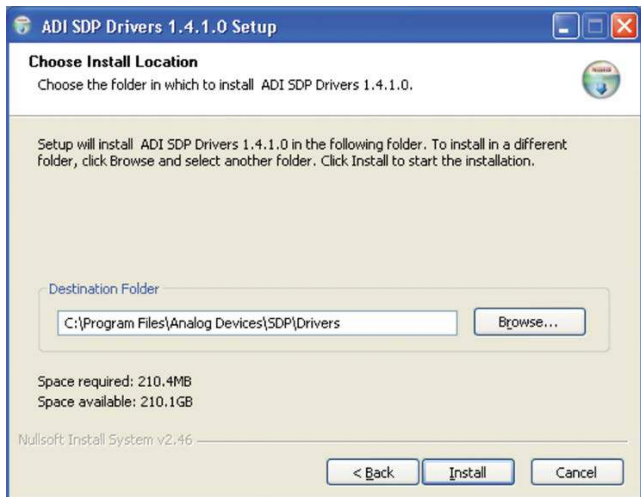 ADI SDP Drivers 1.4.1.0 Setup
Choose Install Location
Choose the folder in which to install ADI SDP Drivers 1.4.1.0.
Setup will install ADI SDP Drivers 1.4.1.0 in the following folder. To install in a different
folder, click Browse and select another folder. Click Install to start the installation.
Destination Folder
C:\Program Files\Analog Devices\SDP\Drivers
Browse...
Space required: 210.4MB
Space available: 210.1GB
Nullsoft Install System v2.46
< Back
Install
Cancel